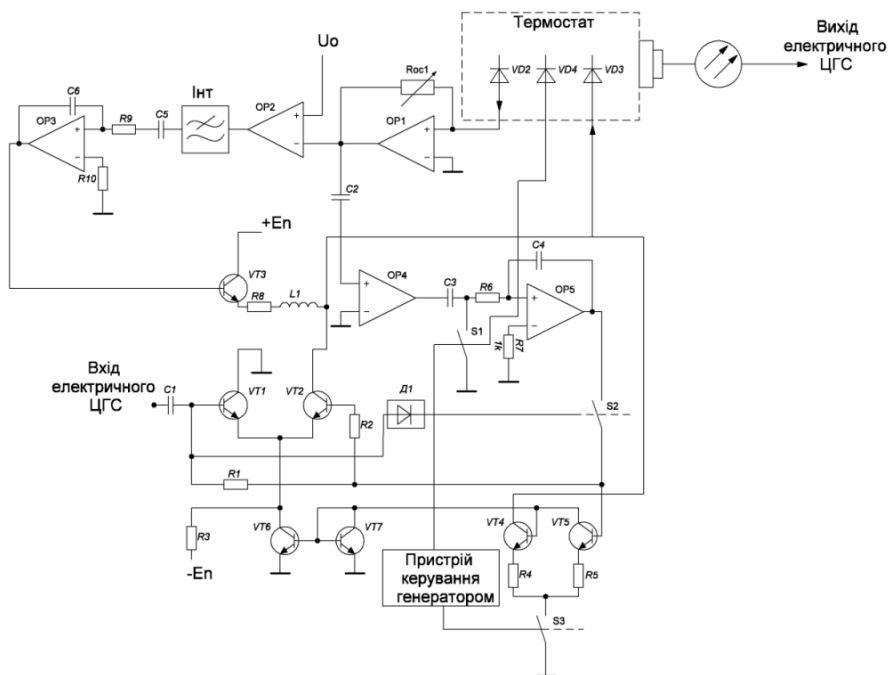 Термостат
Вихід
електричного
ЦГС
Uo
Roc1
VD2
VD4
VD3
C6
Інт
OP3
R9
C5
OP2
OP1
R10
C2
+En
VT3
R8
L1
OP4
C3
R6
C4
OP5
S1
R7
1k
Вхід
електричного
ЦГС
C1
VT1
VT2
Д1
R2
S2
R1
R3
VT6
VT7
VT4
VT5
-En
Пристрій
керування
генератором
R4
R5
S3